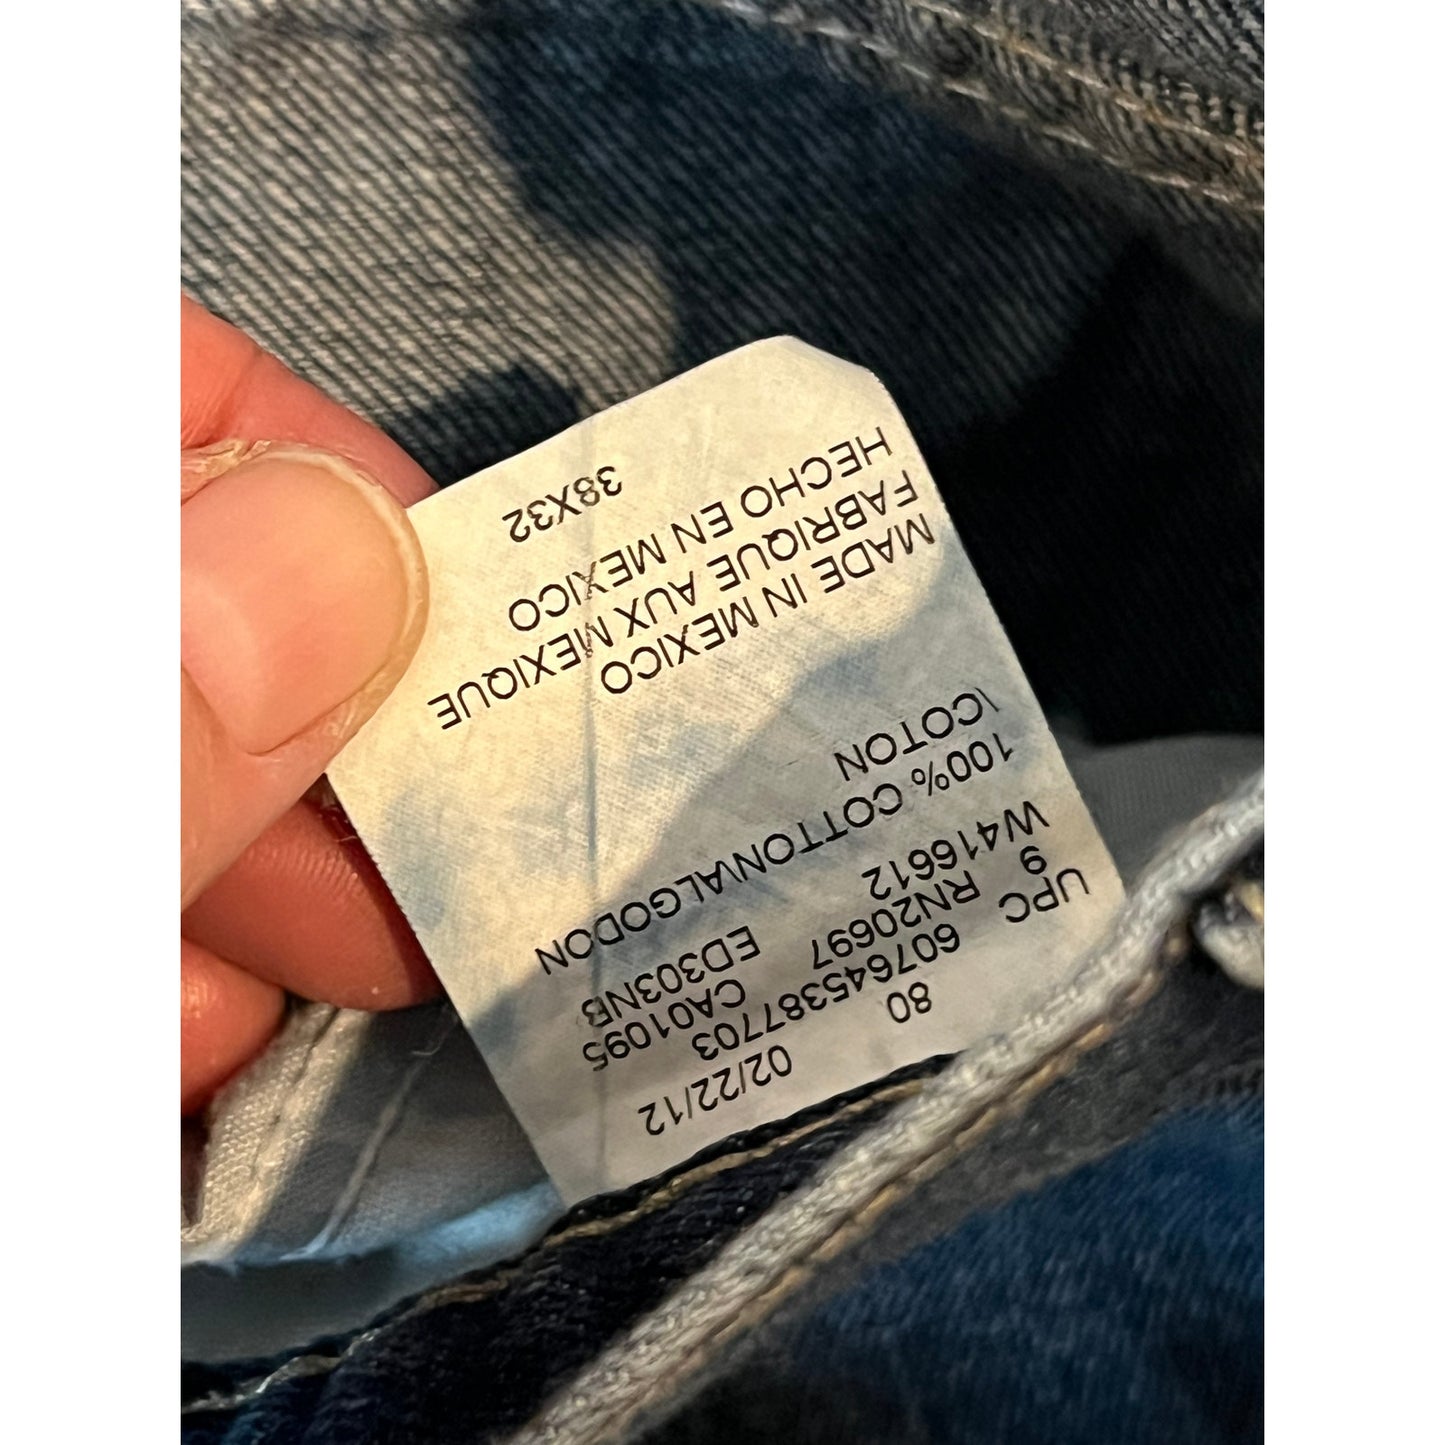 80 02/22/12
UPC 607645387703
9 RN20697 CA01095
W416612 ED303NB
100% COTTON\ALGODON
\COTON
MADE IN MEXICO
FABRIQUE AUX MEXIQUE
HECHO EN MEXICO
38X32